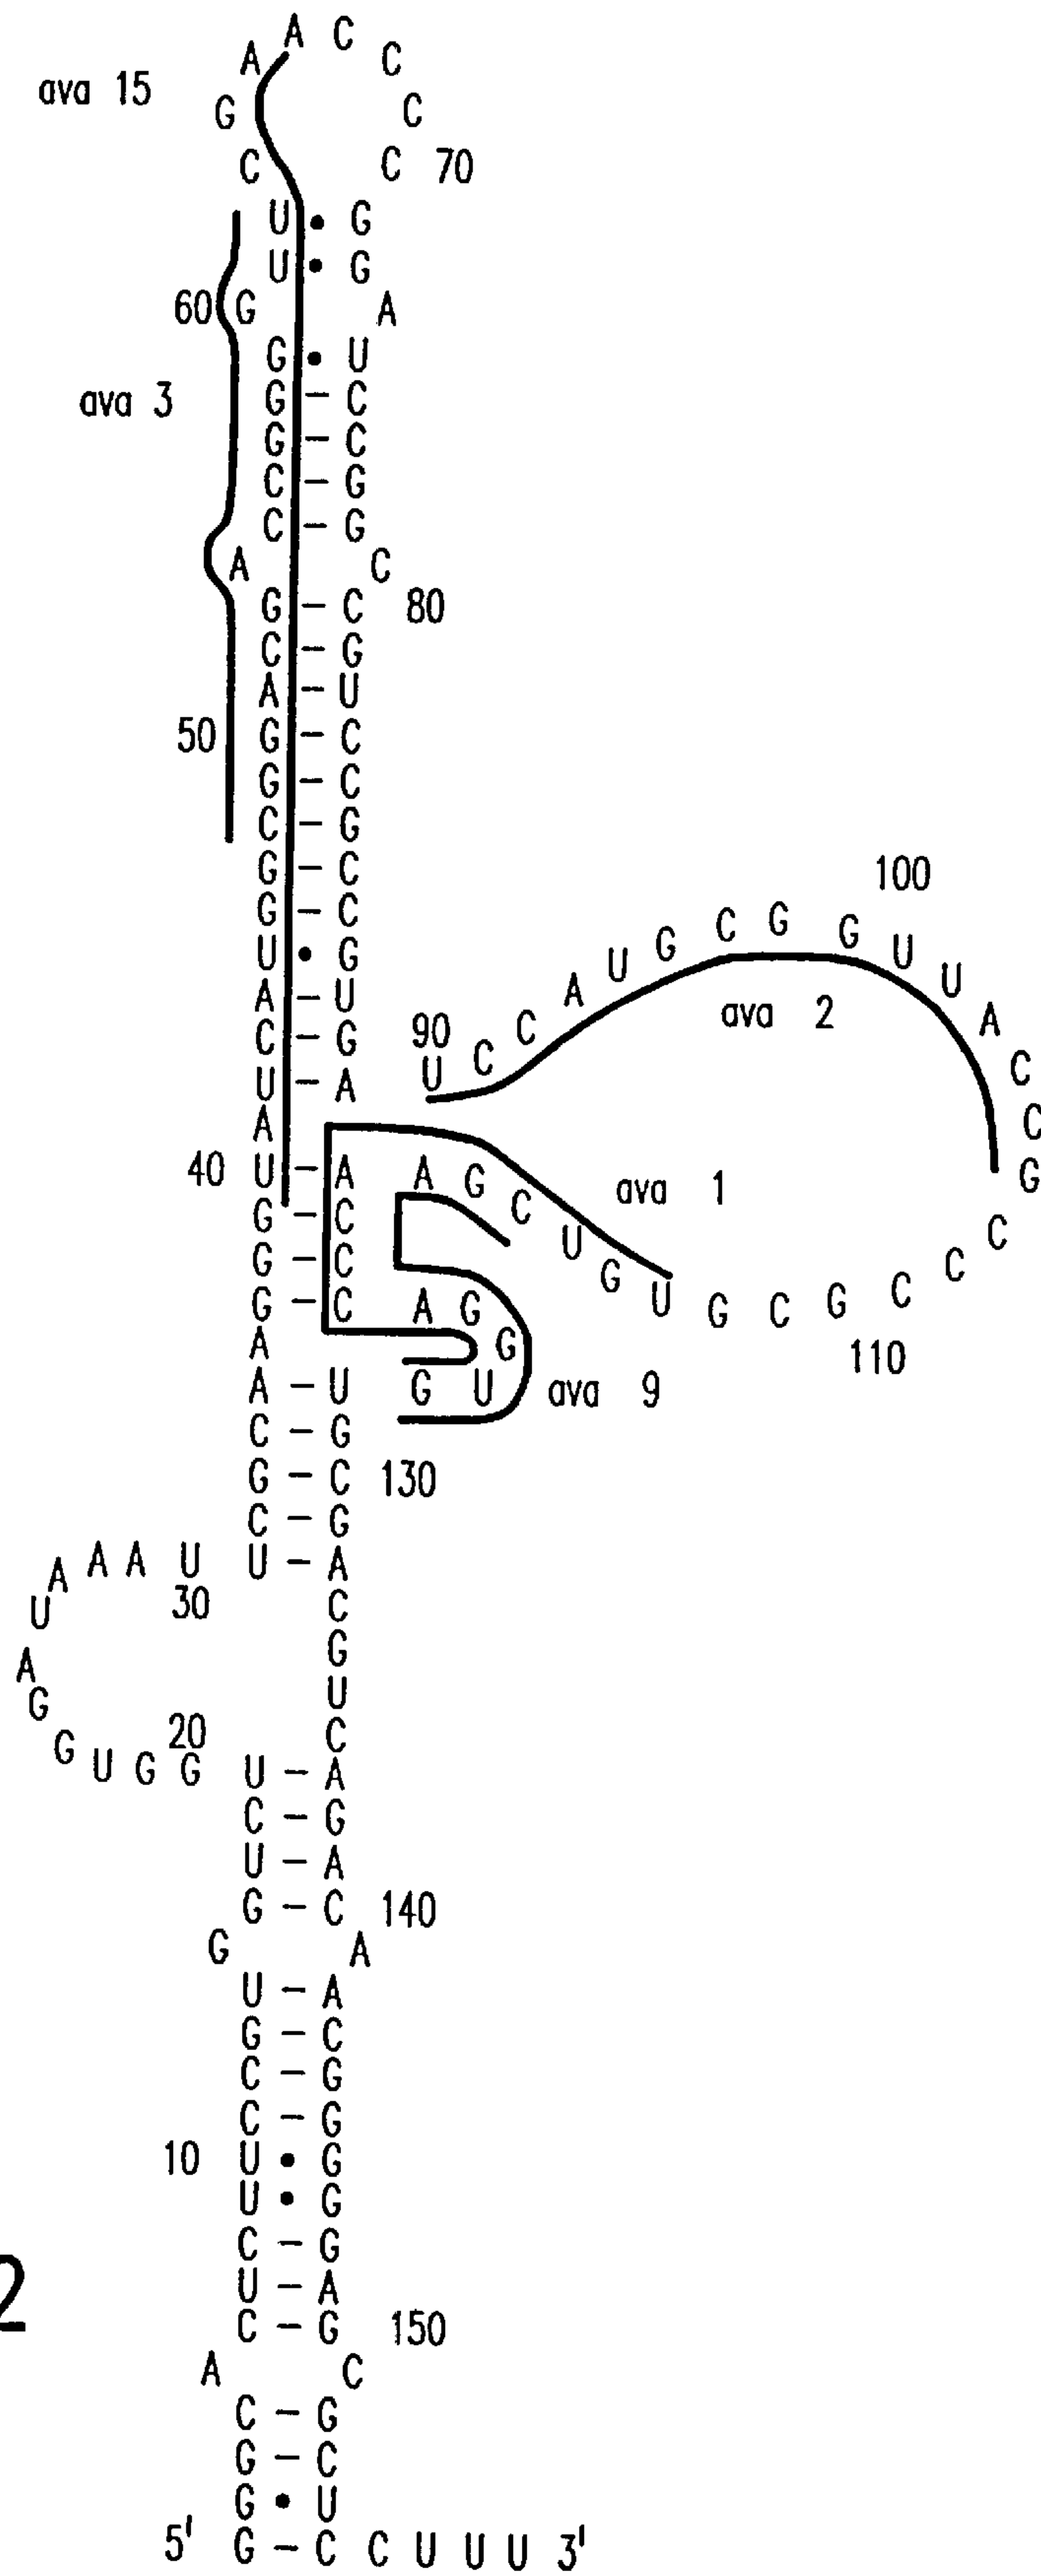 A C
A C
ava 15
G C
C C 70
U • G
U • G
60 G A
G • U
ava 3
G – C
G – C
C – G
C – G
A C
G – C 80
C – G
A – U
50 G – C
G – C
C – G
G – C
100
G – C
U • G
A – U
C – G
U – A
90 U C C A U G C G G U U A C C G C C C G C G U G U C G A
ava 2
A
40 U – A
ava 1
G – C
G – C
G – C A G G U G
A
A – U
ava 9
110
C – G
G – C 130
C – G
U A A A U U – A
30
C
A G
G U
20 C
G U G G U – A
C – G
U – A
G – C 140
G A
U – A
G – C
C – G
C – G
10 U • G
U • G
C – G
2
U – A
C – G 150
A C
C – G
G – C
G • U
5' G – C C U U U 3'